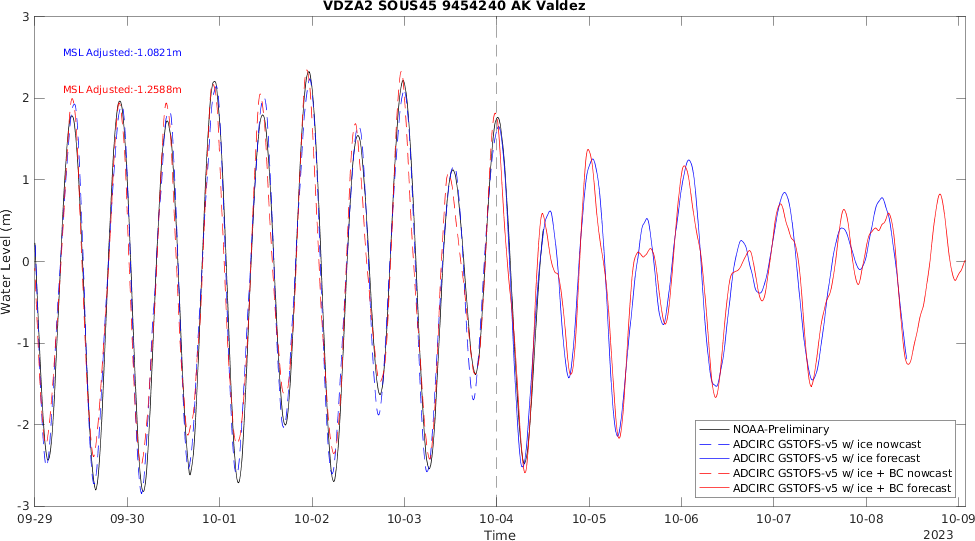 VDZA2 SOUS45 9454240 AK Valdez
MSL Adjusted:-1.0821m
MSL Adjusted:-1.2588m
Water Level (m)
3
2
1
0
-1
-2
-3
NOAA-Preliminary
ADCIRC GSTOFS-v5 w/ ice nowcast
ADCIRC GSTOFS-v5 w/ ice forecast
ADCIRC GSTOFS-v5 w/ ice + BC nowcast
ADCIRC GSTOFS-v5 w/ ice + BC forecast
09-29 09-30 10-01 10-02 10-03 10-04 10-05 10-06 10-07 10-08 10-09
Time
2023